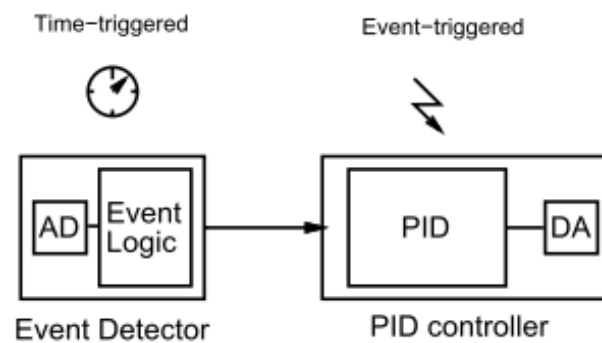 Time−triggered
Event−triggered
AD
Event
Logic
PID
DA
Event Detector
PID controller